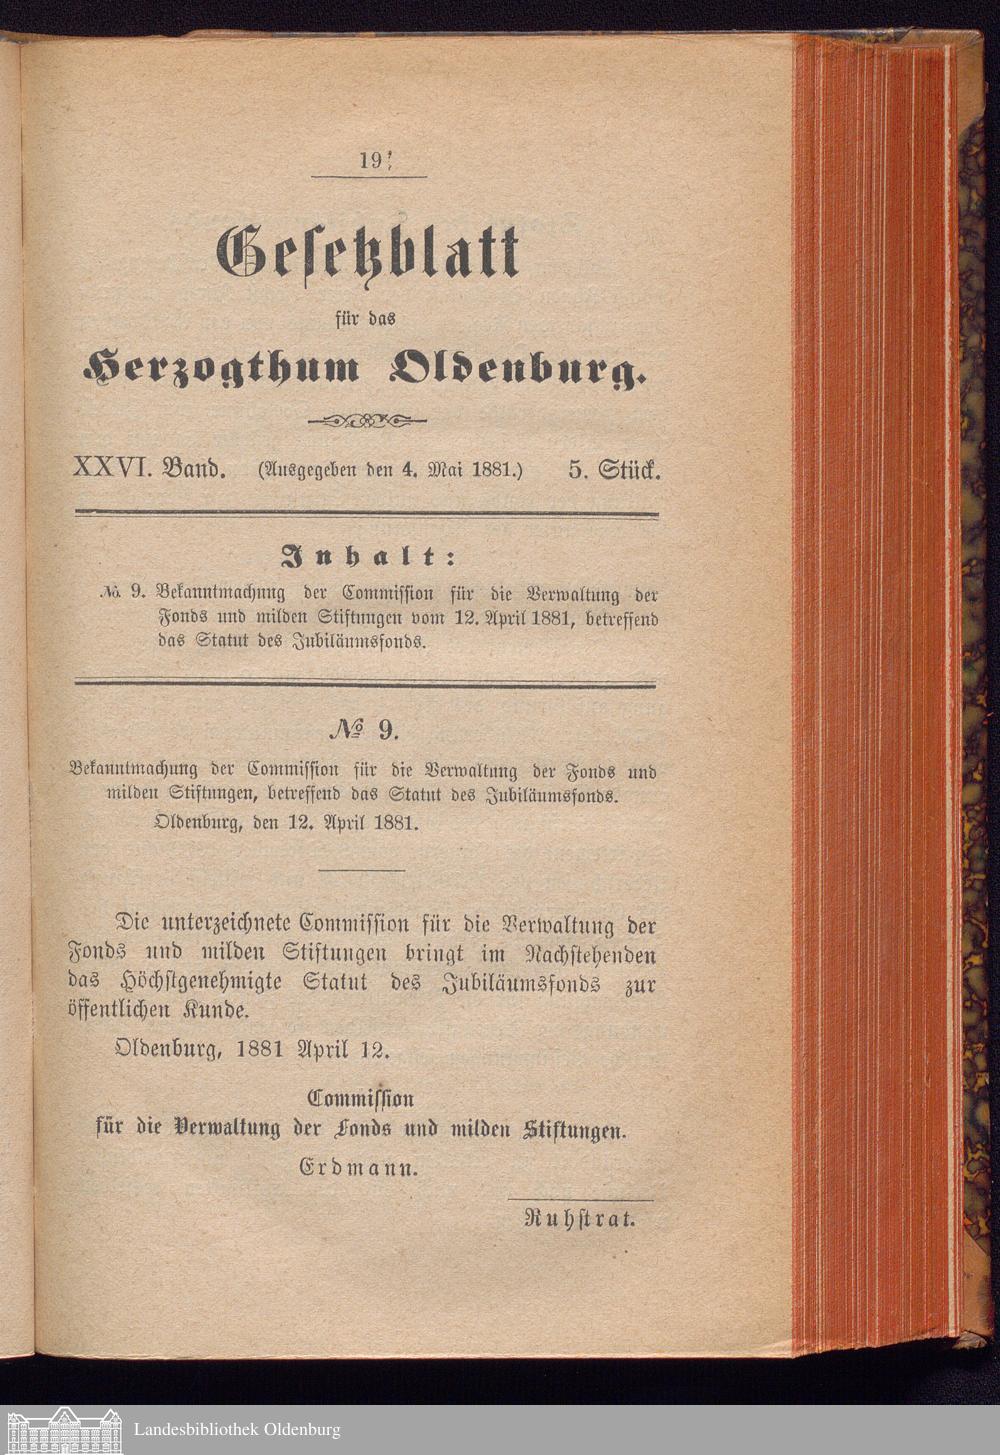 19
Gesetzblatt
für das
Herzogthum Oldenburg.
XXVI. Band. (Ausgegeben den 4. Mai 1881.) 5. Stück.
Inhalt:
№ 9. Bekanntmachung der Commission für die Verwaltung der
Fonds und milden Stiftungen vom 12. April 1881, betreffend
das Statut des Jubiläumsfonds.
№ 9.
Bekanntmachung der Commission für die Verwaltung der Fonds und
milden Stiftungen, betreffend das Statut des Jubiläumsfonds.
Oldenburg, den 12. April 1881.
Die unterzeichnete Commission für die Verwaltung der
Fonds und milden Stiftungen bringt im Nachstehenden
das Höchstgenehmigte Statut des Jubiläumsfonds zur
öffentlichen Kunde.
Oldenburg, 1881 April 12.
Commission
für die Verwaltung der Fonds und milden Stiftungen.
Erdmann.
Ruhstrat.
Landesbibliothek Oldenburg